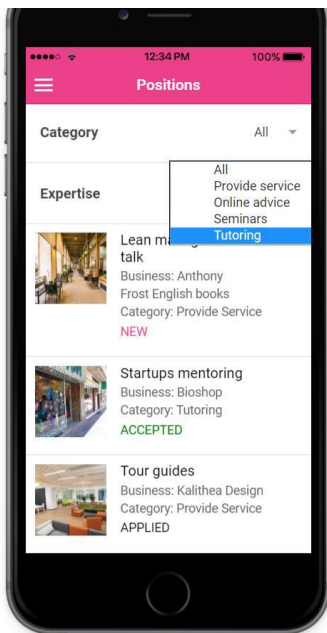 12:34 PM 100%
Positions
Category All
All
Provide service
Online advice
Seminars
Tutoring
Expertise
Lean
talk
Business: Anthony
Frost English books
Category: Provide Service
NEW
Startups mentoring
Business: Bioshop
Category: Tutoring
ACCEPTED
Tour guides
Business: Kalithea Design
Category: Provide Service
APPLIED